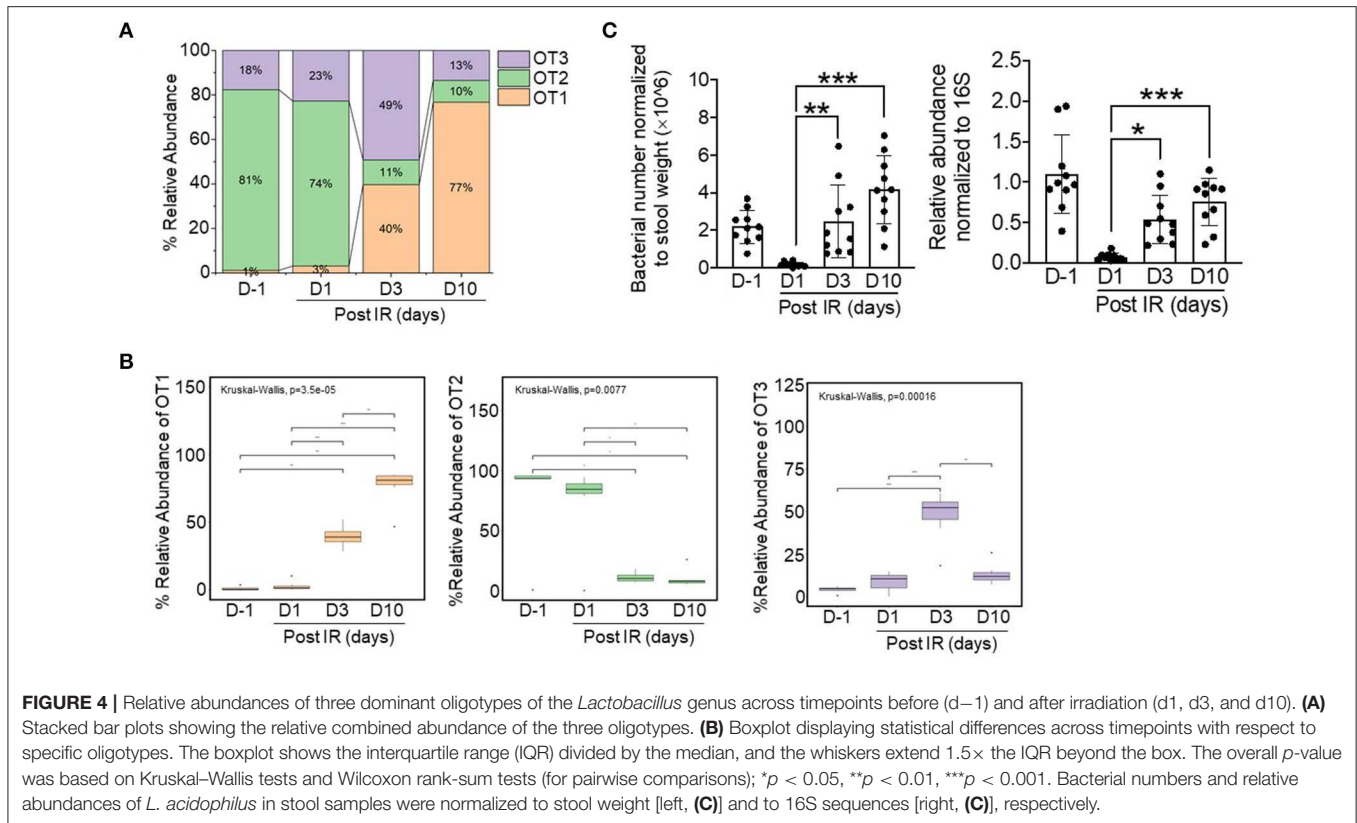 A
% Relative Abundance
100
80
60
40
20
0
18%
81%
1%
23%
74%
3%
49%
11%
40%
13%
10%
77%
OT3
OT2
OT1
D-1
D1
D3
D10
Post IR (days)
C
Bacterial number normalized
to stool weight (×10^6)
10
8
6
4
2
0
**
***
D-1
D1
D3
D10
Post IR (days)
Relative abundance
normalized to 16S
2.5
2.0
1.5
1.0
0.5
0.0
*
***
D-1
D1
D3
D10
Post IR (days)
B
% Relative Abundance of OT1
150
100
50
0
Kruskal-Wallis, p=3.5e-05
D-1
D1
D3
D10
Post IR (days)
%Relative Abundance of OT2
150
100
50
0
Kruskal-Wallis, p=0.0077
D-1
D1
D3
D10
Post IR (days)
%Relative Abundance of OT3
125
100
75
50
25
0
Kruskal-Wallis, p=0.00016
D-1
D1
D3
D10
Post IR (days)
FIGURE 4 | Relative abundances of three dominant oligotypes of the Lactobacillus genus across timepoints before (d−1) and after irradiation (d1, d3, and d10). (A)
Stacked bar plots showing the relative combined abundance of the three oligotypes. (B) Boxplot displaying statistical differences across timepoints with respect to
specific oligotypes. The boxplot shows the interquartile range (IQR) divided by the median, and the whiskers extend 1.5× the IQR beyond the box. The overall p-value
was based on Kruskal–Wallis tests and Wilcoxon rank-sum tests (for pairwise comparisons); *p < 0.05, **p < 0.01, ***p < 0.001. Bacterial numbers and relative
abundances of L. acidophilus in stool samples were normalized to stool weight [left, (C)] and to 16S sequences [right, (C)], respectively.